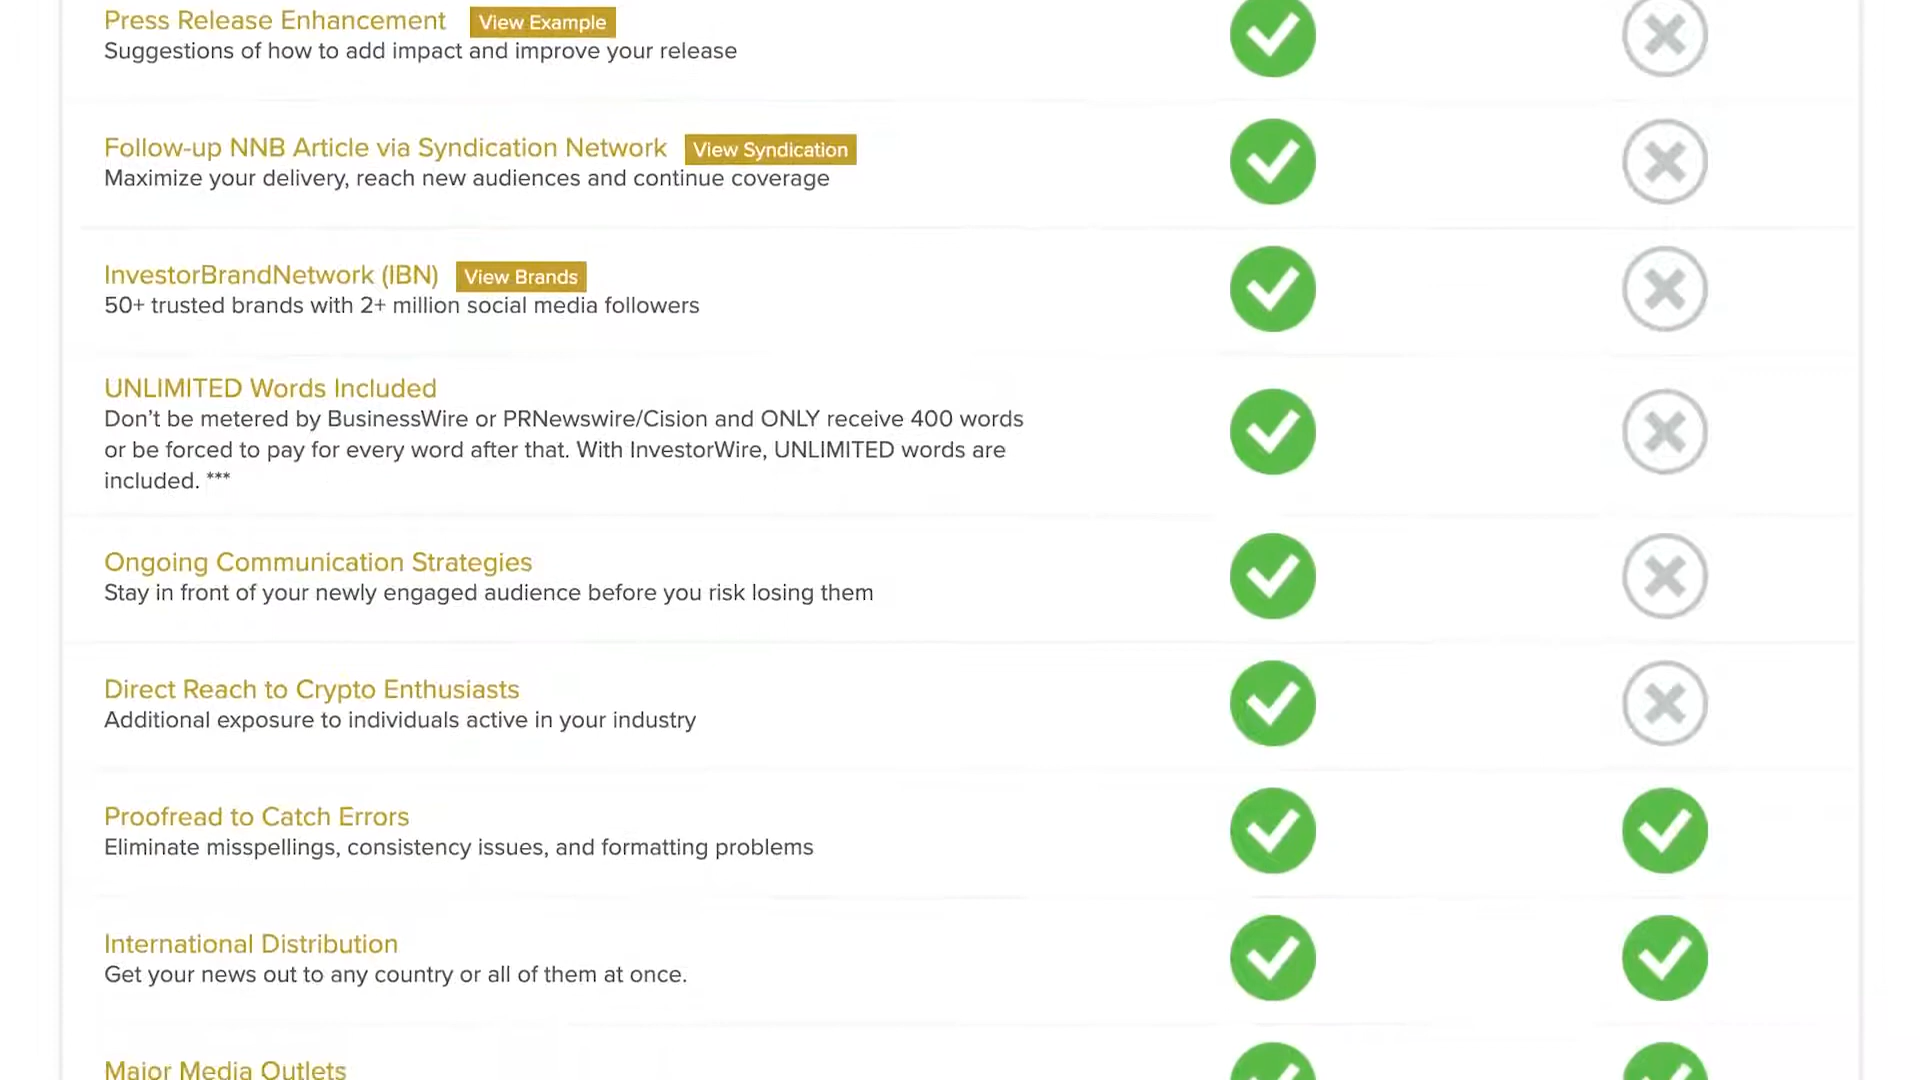 Press Release Enhancement View Example
Suggestions of how to add impact and improve your release
Follow-up NNB Article via Syndication Network View Syndication
Maximize your delivery, reach new audiences and continue coverage
InvestorBrandNetwork (IBN) View Brands
50+ trusted brands with 2+ million social media followers
UNLIMITED Words Included
Don’t be metered by BusinessWire or PRNewswire/Cision and ONLY receive 400 words
or be forced to pay for every word after that. With InvestorWire, UNLIMITED words are
included. ***
Ongoing Communication Strategies
Stay in front of your newly engaged audience before you risk losing them
Direct Reach to Crypto Enthusiasts
Additional exposure to individuals active in your industry
Proofread to Catch Errors
Eliminate misspellings, consistency issues, and formatting problems
International Distribution
Get your news out to any country or all of them at once.
Major Media Outlets